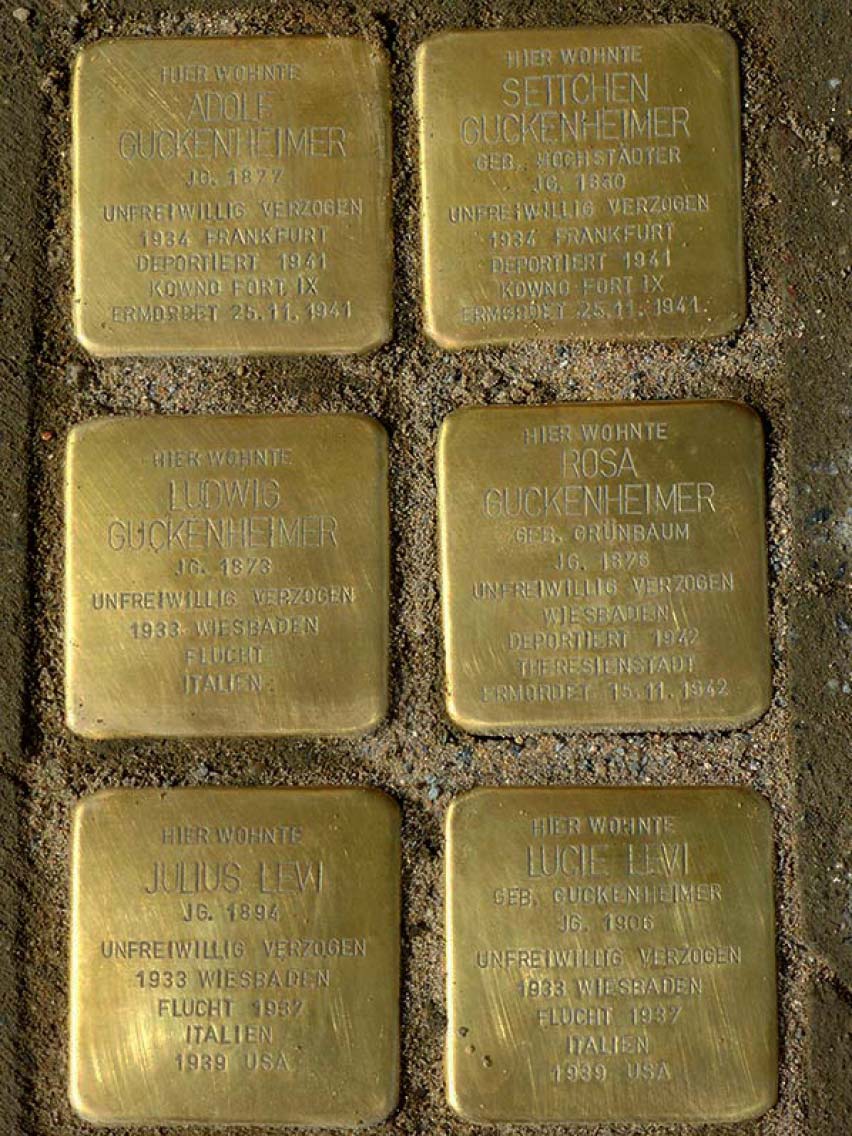 HIER WOHNTE
ADOLF
GUCKENHEIMER
JG. 1877
UNFREIWILLIG VERZOGEN
1934 FRANKFURT
DEPORTIERT 1941
KOWNO FORT IX
ERMORDET 25.11.1941
HIER WOHNTE
SETTCHEN
GUCKENHEIMER
GEB. HOCHSTÄDTER
JG. 1880
UNFREIWILLIG VERZOGEN
1934 FRANKFURT
DEPORTIERT 1941
KOWNO FORT IX
ERMORDET 25.11.1941
HIER WOHNTE
LUDWIG
GUCKENHEIMER
JG. 1873
UNFREIWILLIG VERZOGEN
1933 WIESBADEN
FLUCHT
ITALIEN
HIER WOHNTE
ROSA
GUCKENHEIMER
GEB. GRÜNBAUM
JG. 1876
UNFREIWILLIG VERZOGEN
WIESBADEN
DEPORTIERT 1942
THERESIENSTADT
ERMORDET 15.11.1942
HIER WOHNTE
JULIUS LEVI
JG. 1894
UNFREIWILLIG VERZOGEN
1933 WIESBADEN
FLUCHT 1937
ITALIEN
1939 USA
HIER WOHNTE
LUCIE LEVI
GEB. GUCKENHEIMER
JG. 1906
UNFREIWILLIG VERZOGEN
1933 WIESBADEN
FLUCHT 1937
ITALIEN
1939 USA